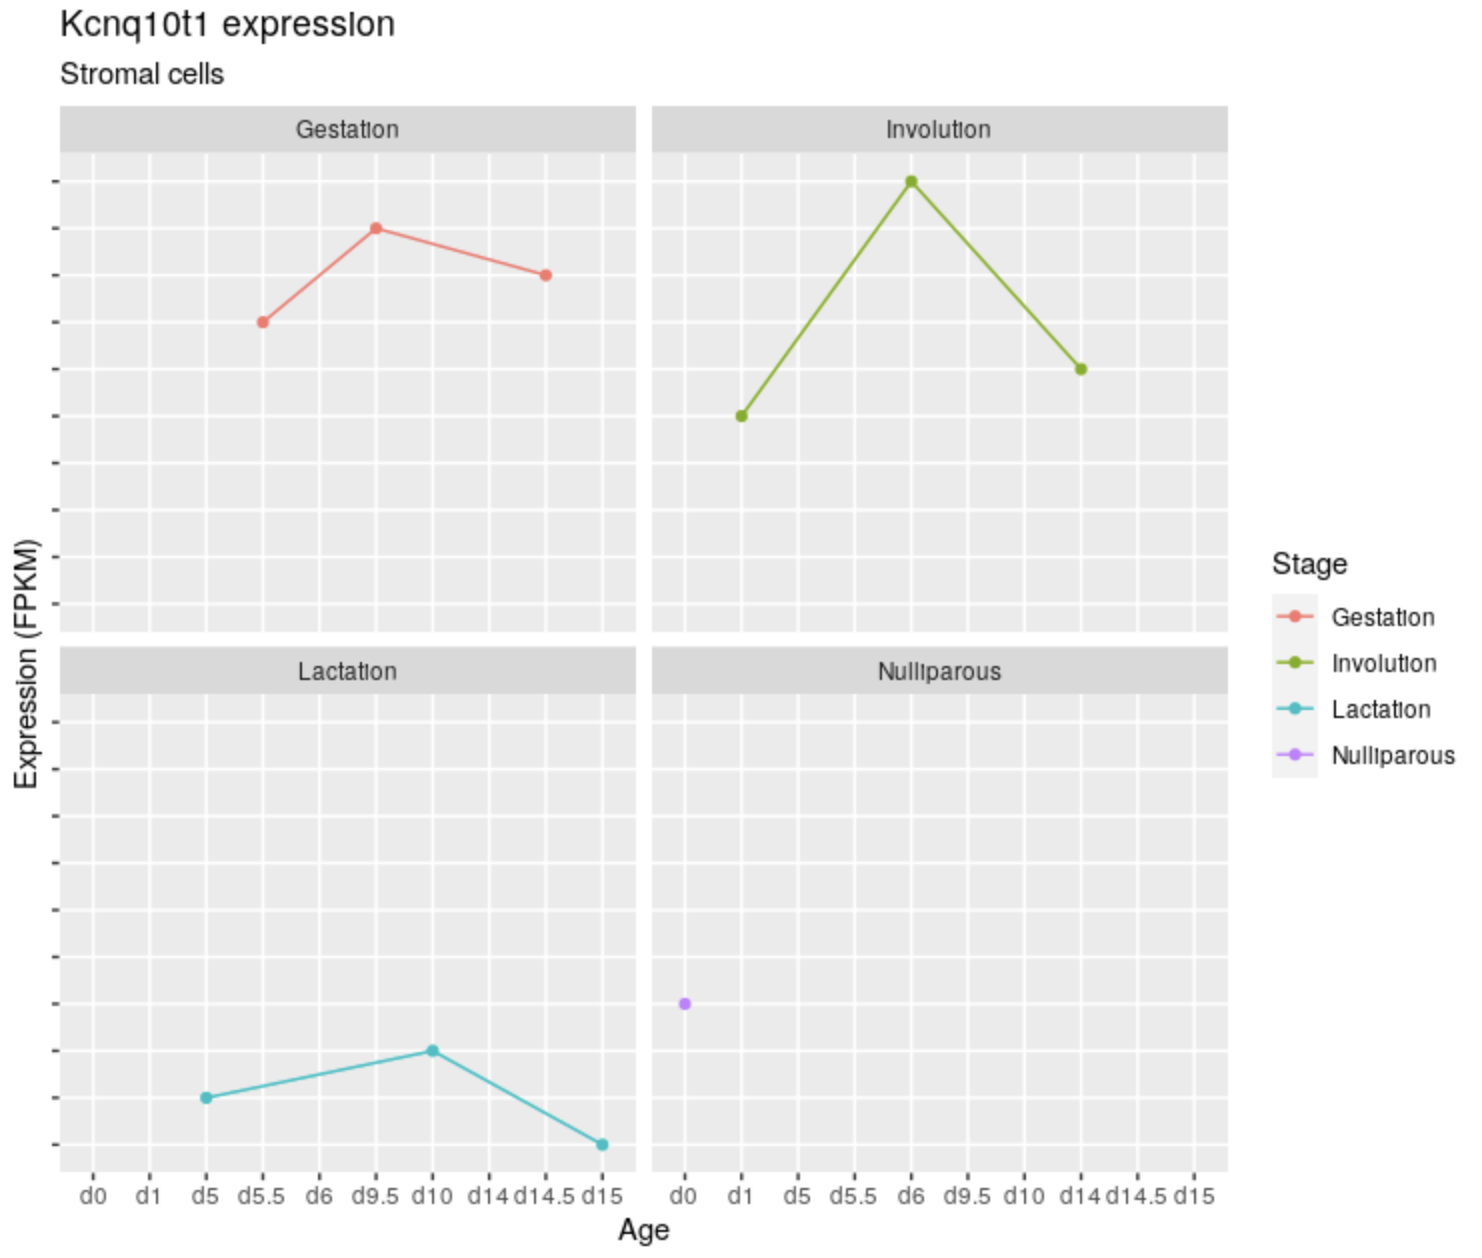 Kcnq10t1 expression
Stromal cells
Gestation
Involution
Lactation
Nulliparous
Expression (FPKM)
d0 d1 d5 d5.5 d6 d9.5 d10 d14 d14.5 d15
d0 d1 d5 d5.5 d6 d9.5 d10 d14 d14.5 d15
Age
Stage
Gestation
Involution
Lactation
Nulliparous